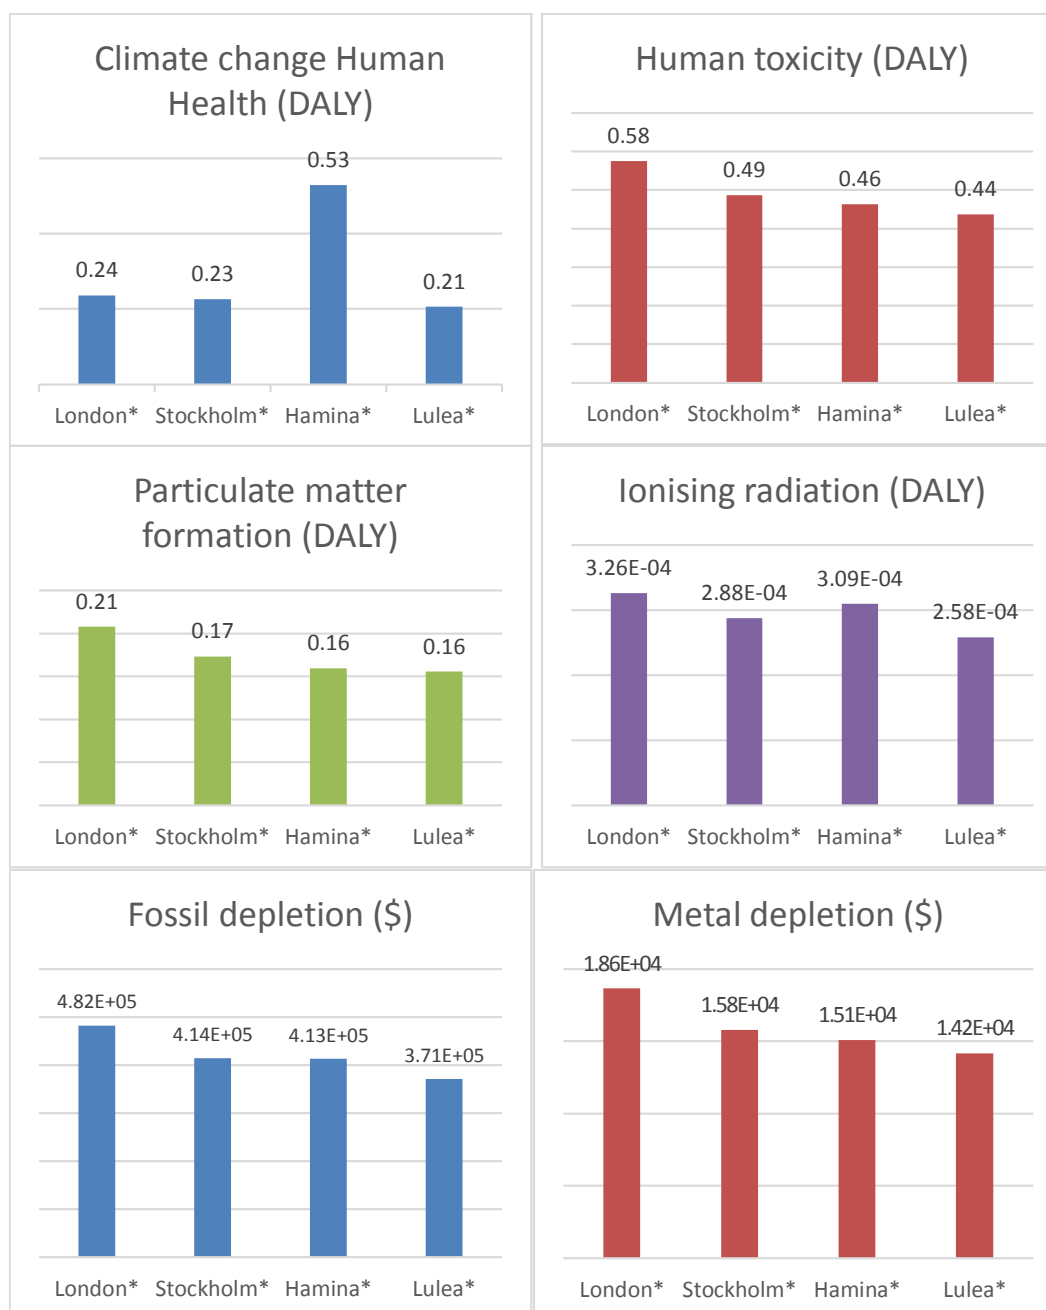 Climate change Human
Health (DALY)
0.53
0.24
0.23
0.21
London* Stockholm* Hamina* Lulea*
Human toxicity (DALY)
0.58
0.49
0.46
0.44
London* Stockholm* Hamina* Lulea*
Particulate matter
formation (DALY)
0.21
0.17
0.16
0.16
London* Stockholm* Hamina* Lulea*
Ionising radiation (DALY)
3.26E-04
2.88E-04
3.09E-04
2.58E-04
London* Stockholm* Hamina* Lulea*
Fossil depletion ($)
4.82E+05
4.14E+05
4.13E+05
3.71E+05
London* Stockholm* Hamina* Lulea*
Metal depletion ($)
1.86E+04
1.58E+04
1.51E+04
1.42E+04
London* Stockholm* Hamina* Lulea*